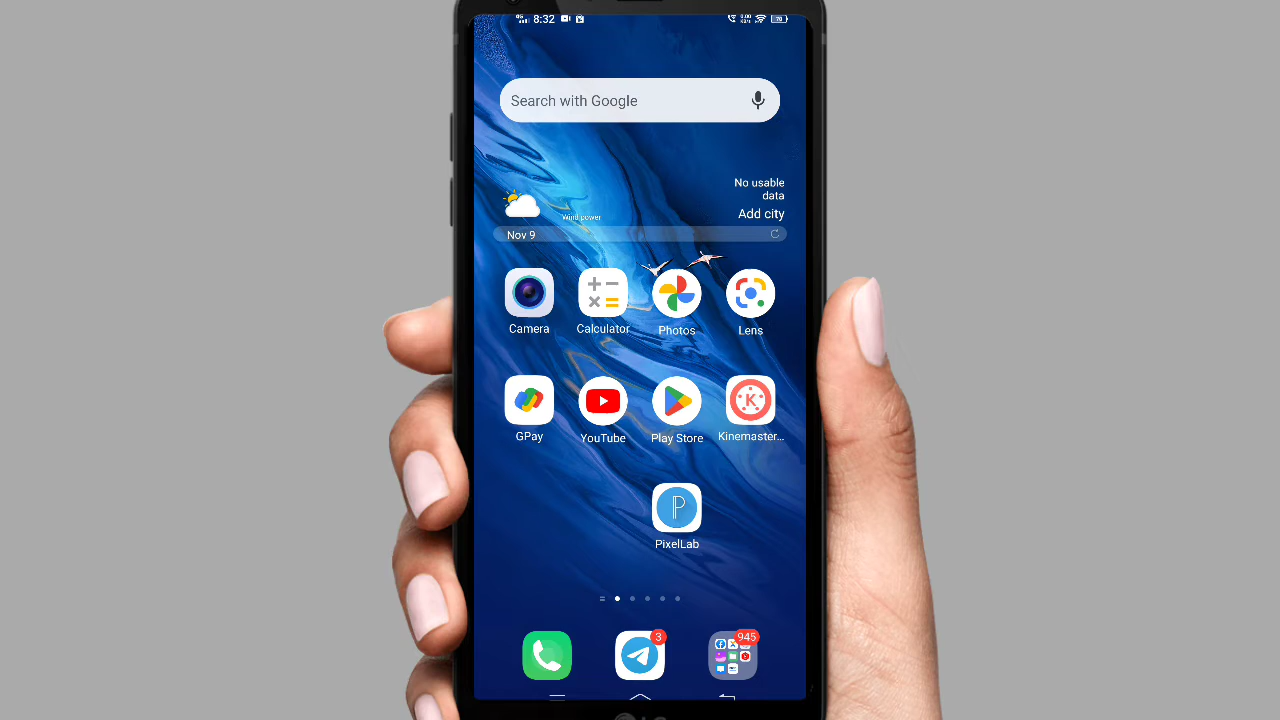 8:32
70
Search with Google
No usable
data
Wind power
Add city
Nov 9
Camera
Calculator
Photos
Lens
GPay
YouTube
Play Store
Kinemaster...
PixelLab
3
945